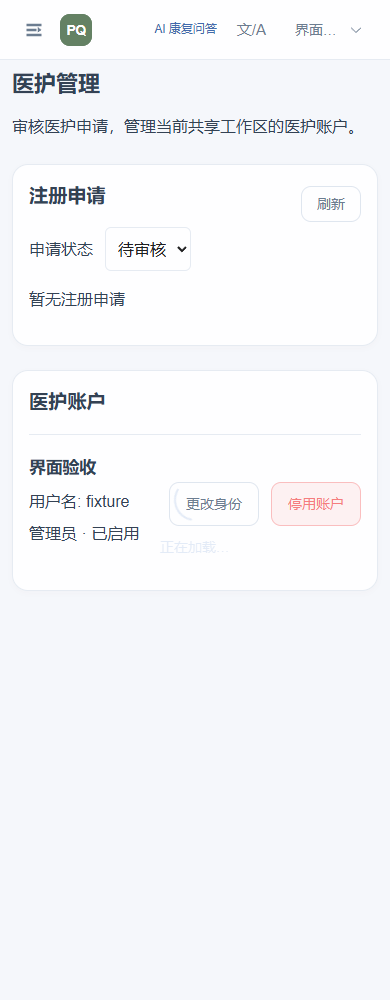 PQ
AI 康复问答
文/A
界面...
医护管理
审核医护申请，管理当前共享工作区的医护账户。
注册申请
刷新
申请状态
待审核
暂无注册申请
医护账户
界面验收
用户名: fixture
更改身份
停用账户
管理员 · 已启用
正在加载...